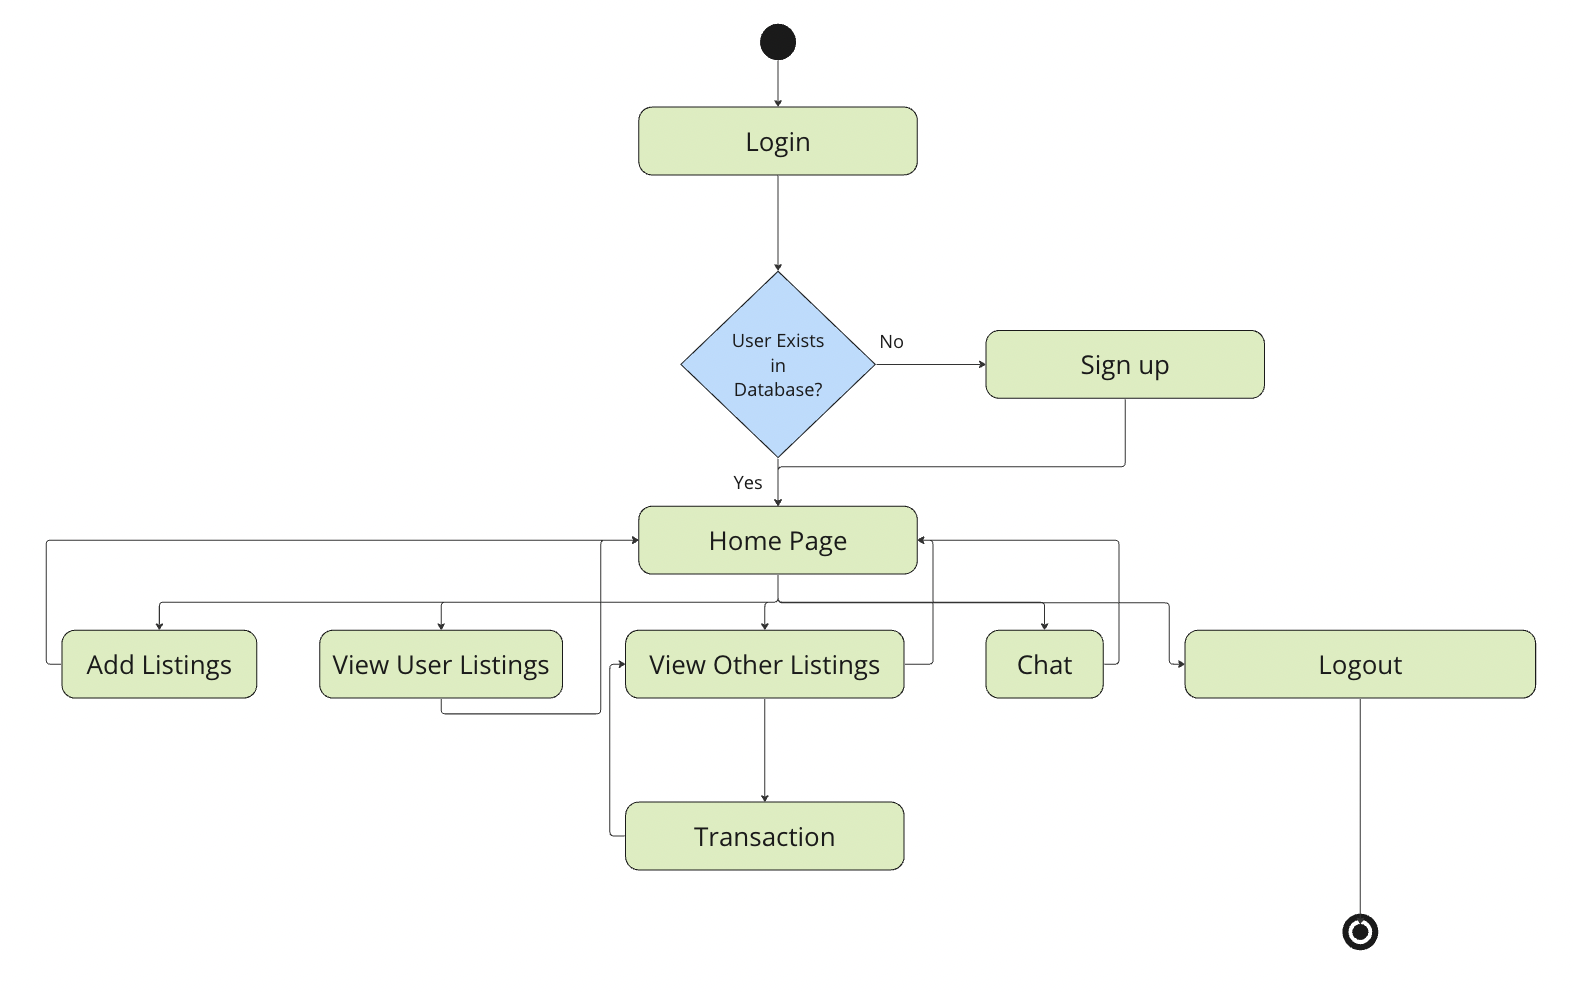 Login
User Exists
in
Database?
No
Sign up
Yes
Home Page
Add Listings
View User Listings
View Other Listings
Chat
Logout
Transaction